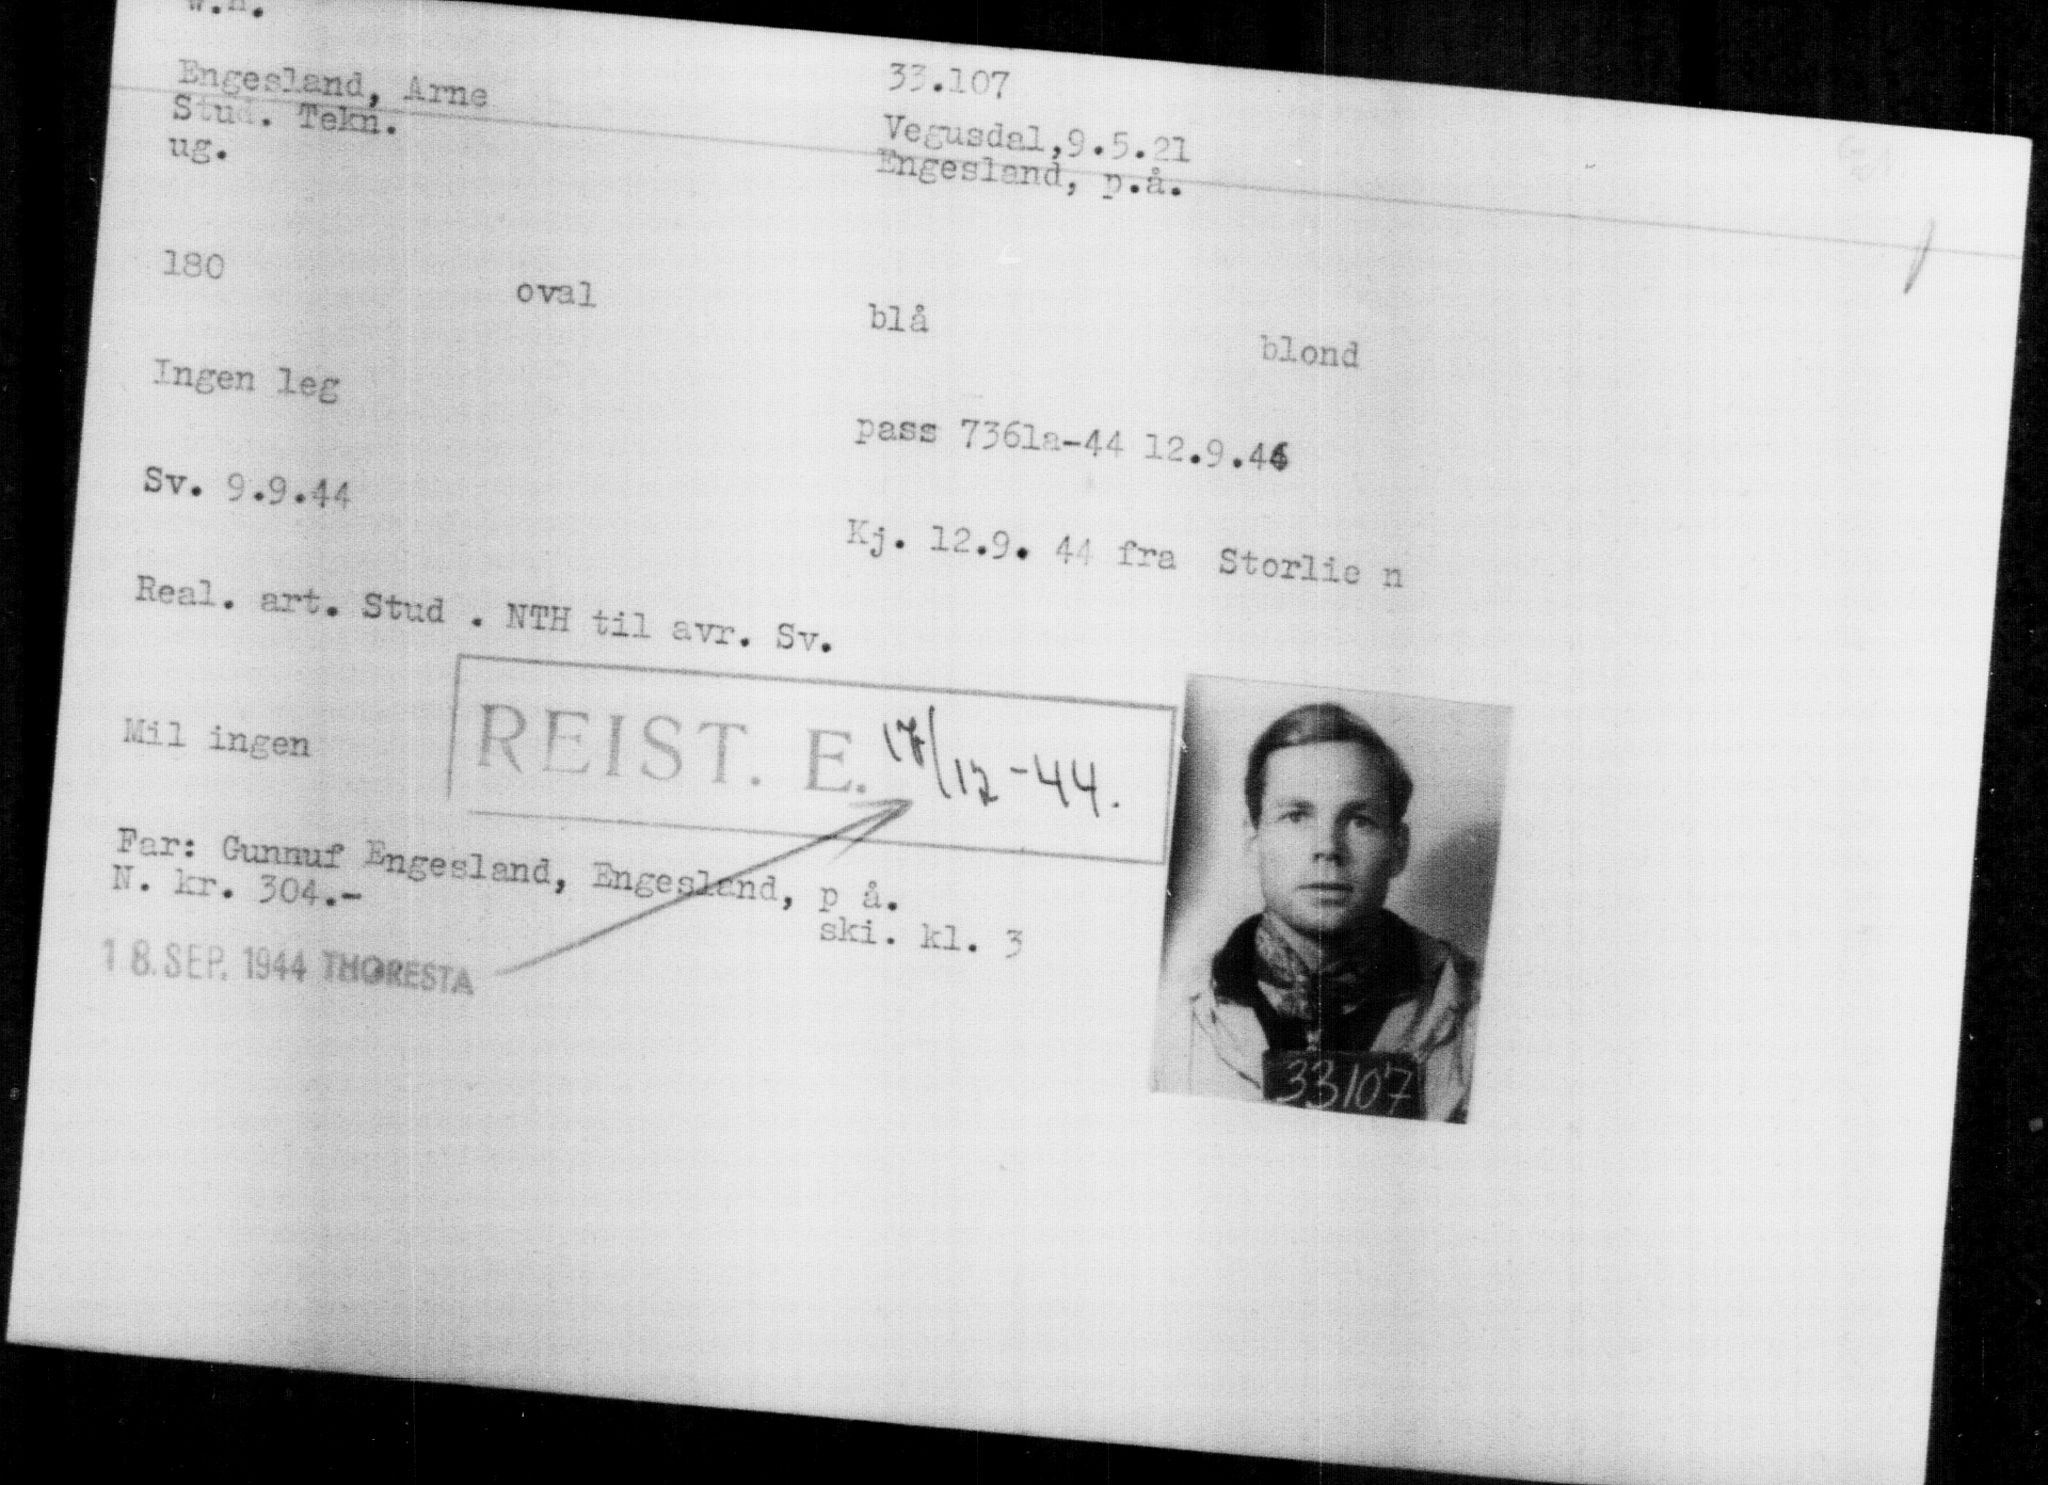 W.H.
Engesland, Arne
33.107
Stud. Tekn.
Vegusdal,9.5.21
ug.
Engesland, p.å.
180
oval
blå
blond
Ingen leg
pass 7361a-44 12.9.44
Sv. 9.9.44
Kj. 12.9. 44 fra Storlie n
Real. art. Stud . NTH til avr. Sv.
Mil ingen
REIST. E. 17/12-44.
Far: Gunnuf Engesland, Engesland, p å.
N. kr. 304.-
ski. kl. 3
18. SEP. 1944 THORESTA
33107